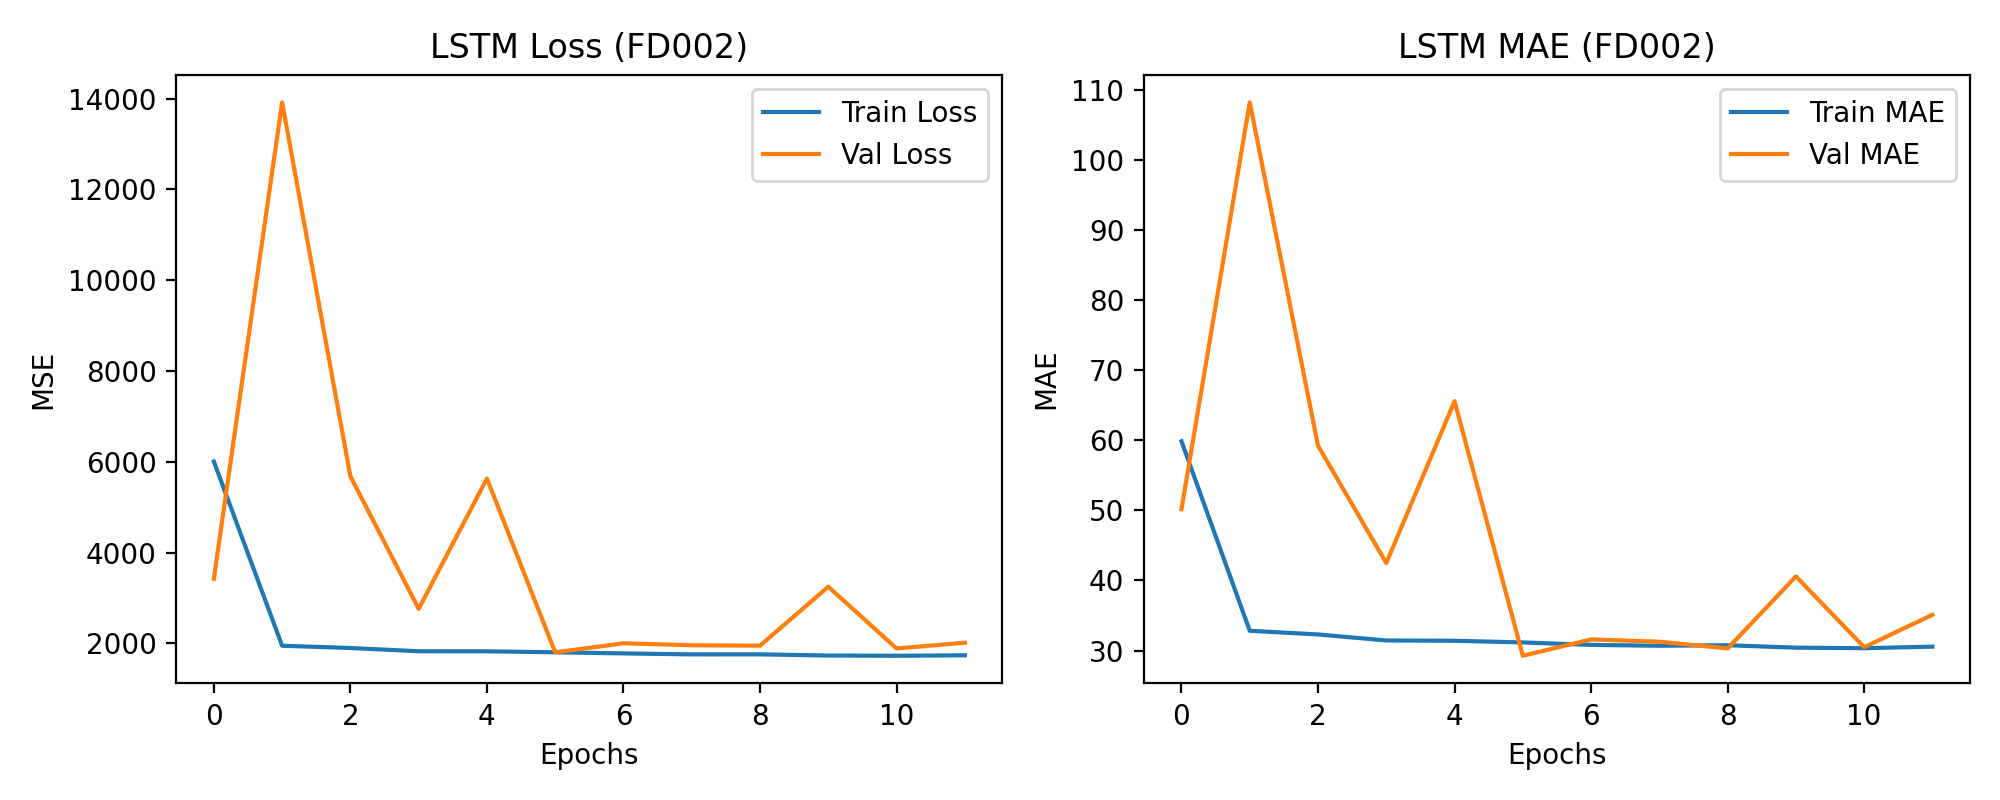 LSTM Loss (FD002)
14000
12000
10000
8000
6000
4000
2000
MSE
Train Loss
Val Loss
0 2 4 6 8 10
Epochs
LSTM MAE (FD002)
110
100
90
80
70
60
50
40
30
MAE
Train MAE
Val MAE
0 2 4 6 8 10
Epochs